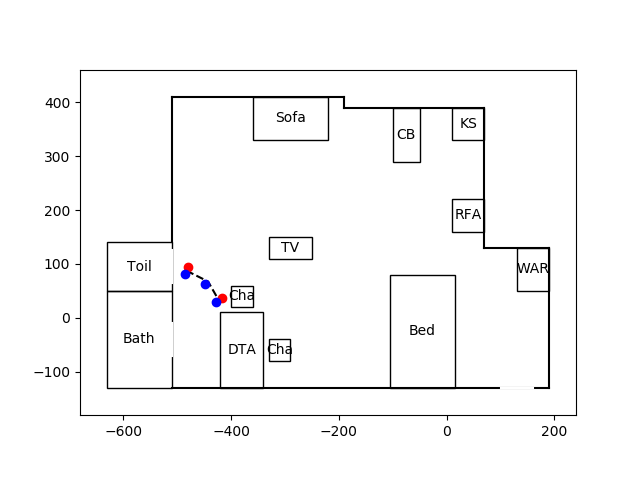 400
300
200
100
0
−100
Sofa
CB
KS
RFA
TV
Toil
WAR
Cha
Bath
DTA
Cha
Bed
−600
−400
−200
0
200